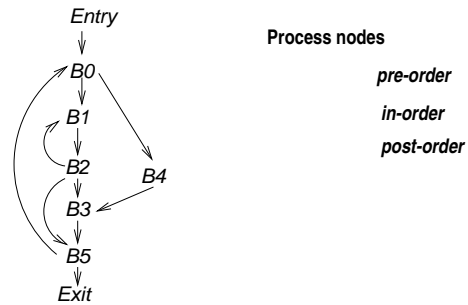 Entry
Process nodes
B0
pre-order
B1
in-order
post-order
B2
B4
B3
B5
Exit